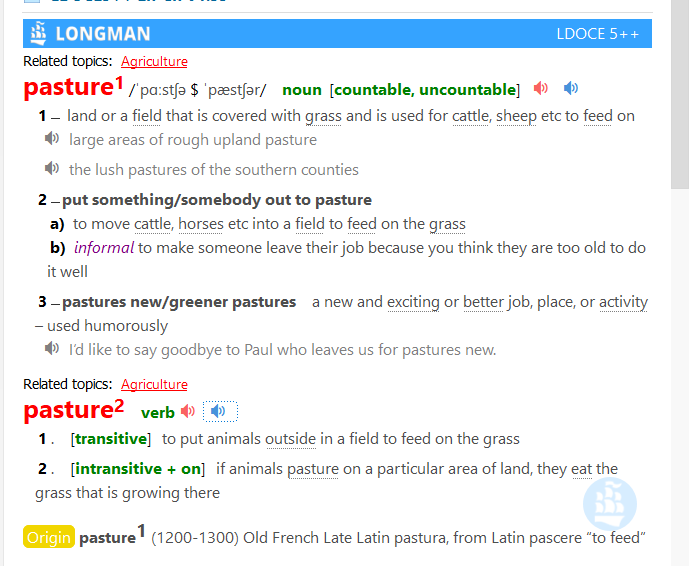 LONGMAN LDOCE 5++
Related topics: Agriculture
pasture1 /ˈpɑːstʃə $ ˈpæstʃər/ noun [countable, uncountable]
1 – land or a field that is covered with grass and is used for cattle, sheep etc to feed on
large areas of rough upland pasture
the lush pastures of the southern counties
2 – put something/somebody out to pasture
a) to move cattle, horses etc into a field to feed on the grass
b) informal to make someone leave their job because you think they are too old to do
it well
3 – pastures new/greener pastures a new and exciting or better job, place, or activity
– used humorously
I’d like to say goodbye to Paul who leaves us for pastures new.
Related topics: Agriculture
pasture2 verb
1 . [transitive] to put animals outside in a field to feed on the grass
2 . [intransitive + on] if animals pasture on a particular area of land, they eat the
grass that is growing there
Origin pasture1 (1200-1300) Old French Late Latin pastura, from Latin pascere “to feed”